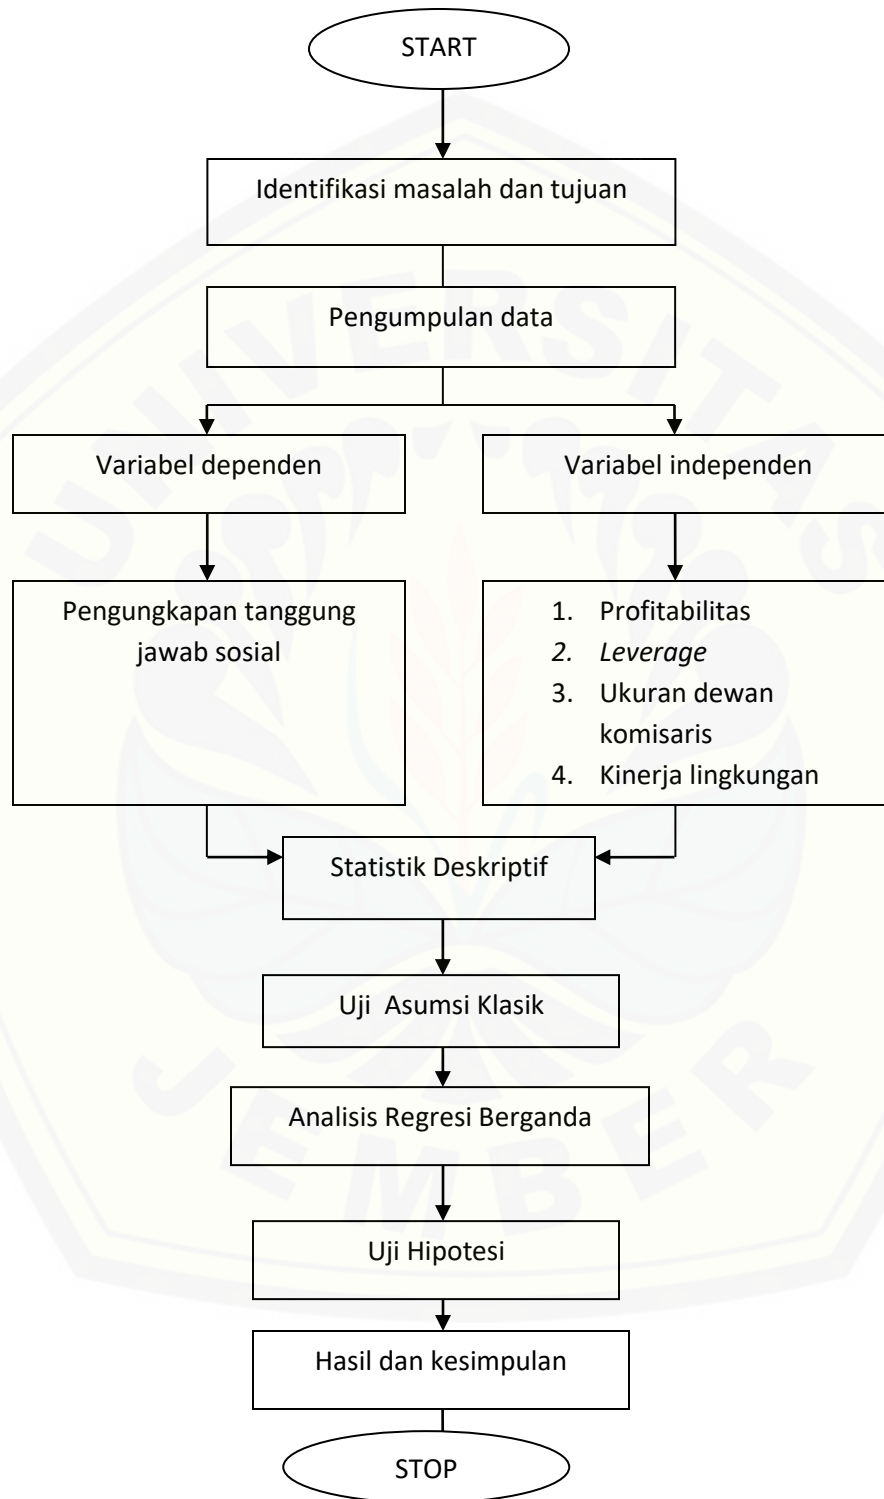 START
Identifikasi masalah dan tujuan
Pengumpulan data
Variabel dependen
Variabel independen
Pengungkapan tanggung
jawab sosial
1. Profitabilitas
2. Leverage
3. Ukuran dewan
komisaris
4. Kinerja lingkungan
Statistik Deskriptif
Uji Asumsi Klasik
Analisis Regresi Berganda
Uji Hipotesi
Hasil dan kesimpulan
STOP
UNIVERSITAS
JEMBER